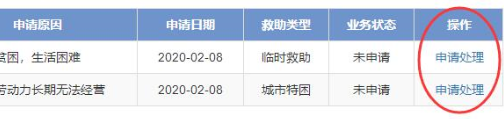 申请原因 申请日期 救助类型 业务状态 操作
贫困，生活困难 2020-02-08 临时救助 未申请 申请处理
劳动力长期无法经营 2020-02-08 城市特困 未申请 申请处理